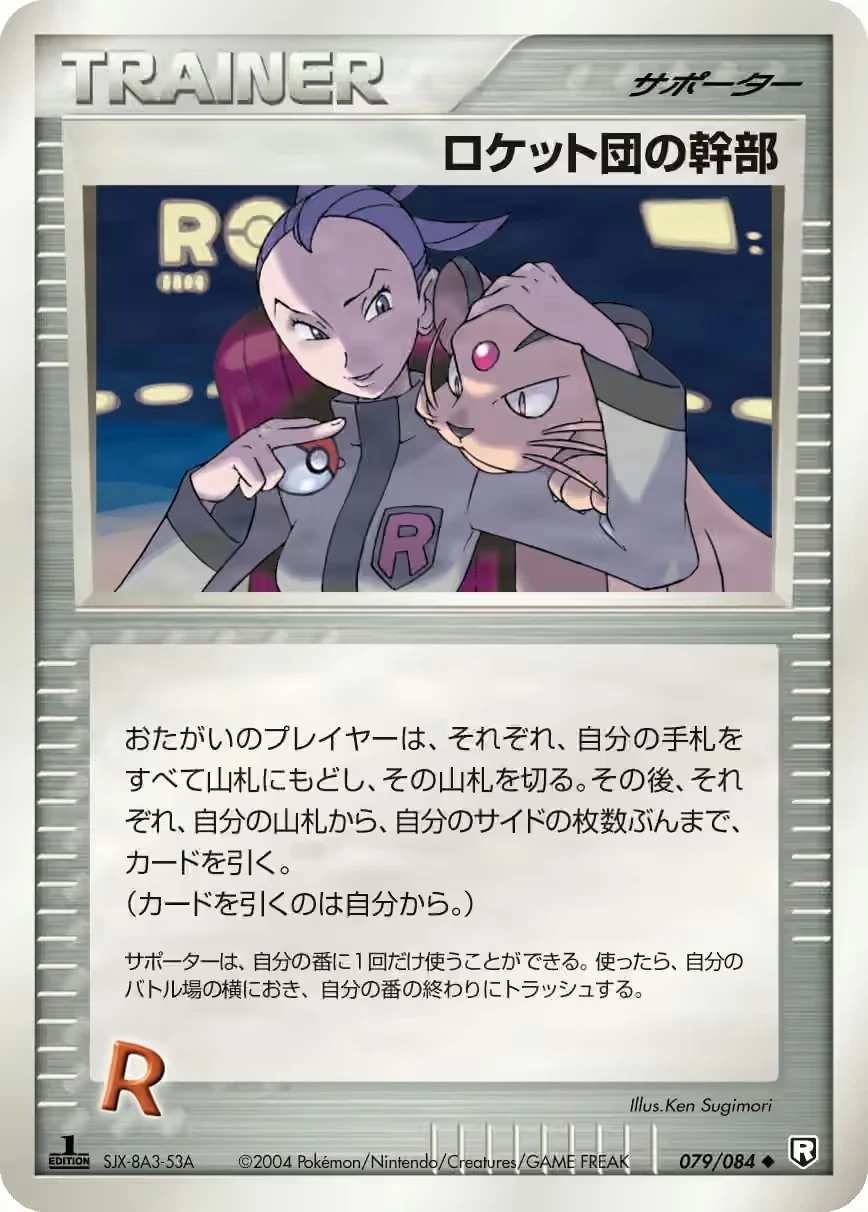 TRAINER
サポーター
ロケット団の幹部
R
R
おたがいのプレイヤーは、それぞれ、自分の手札を
すべて山札にもどし、その山札を切る。その後、それ
ぞれ、自分の山札から、自分のサイドの枚数ぶんまで、
カードを引く。
(カードを引くのは自分から。)
サポーターは、自分の番に1回だけ使うことができる。使ったら、自分の
バトル場の横におき、自分の番の終わりにトラッシュする。
R
Illus.Ken Sugimori
1 EDITION SJX-8A3-53A ©2004 Pokémon/Nintendo/Creatures/GAME FREAK 079/084 ◆ R